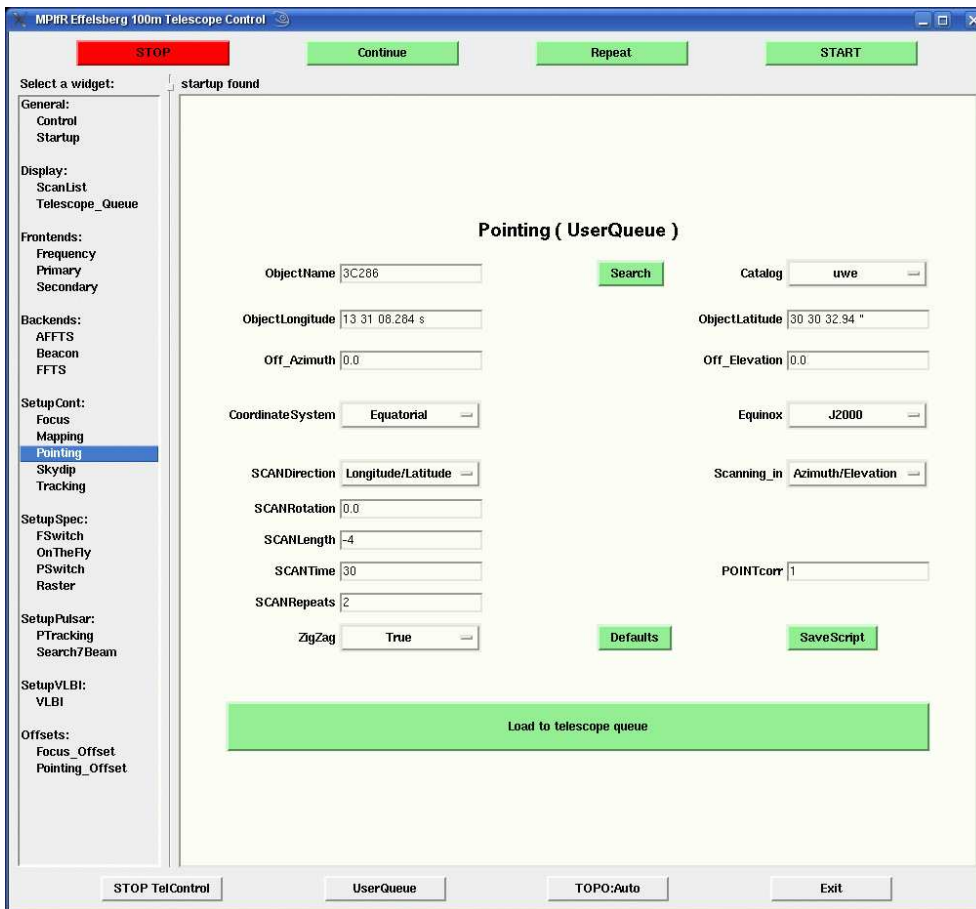 MPIfR Effelsberg 100m Telescope Control
STOP
Continue
Repeat
START
Select a widget:
startup found
General:
Control
Startup
Display:
ScanList
Telescope_Queue
Frontends:
Frequency
Primary
Secondary
Backends:
AFFTS
Beacon
FFTS
SetupCont:
Focus
Mapping
Pointing
Skydip
Tracking
SetupSpec:
FSwitch
OnTheFly
PSwitch
Raster
SetupPulsar:
PTracking
Search7Beam
SetupVLBI:
VLBI
Offsets:
Focus_Offset
Pointing_Offset
Pointing ( UserQueue )
ObjectName 3C286
Search
Catalog uwe
ObjectLongitude 13 31 08.284 s
ObjectLatitude 30 30 32.94 "
Off_Azimuth 0.0
Off_Elevation 0.0
CoordinateSystem Equatorial
Equinox J2000
SCANDirection Longitude/Latitude
Scanning_in Azimuth/Elevation
SCANRotation 0.0
SCANLength -4
SCANTime 30
POINTcorr 1
SCANRepeats 2
ZigZag True
Defaults
SaveScript
Load to telescope queue
STOP TelControl
UserQueue
TOPO:Auto
Exit